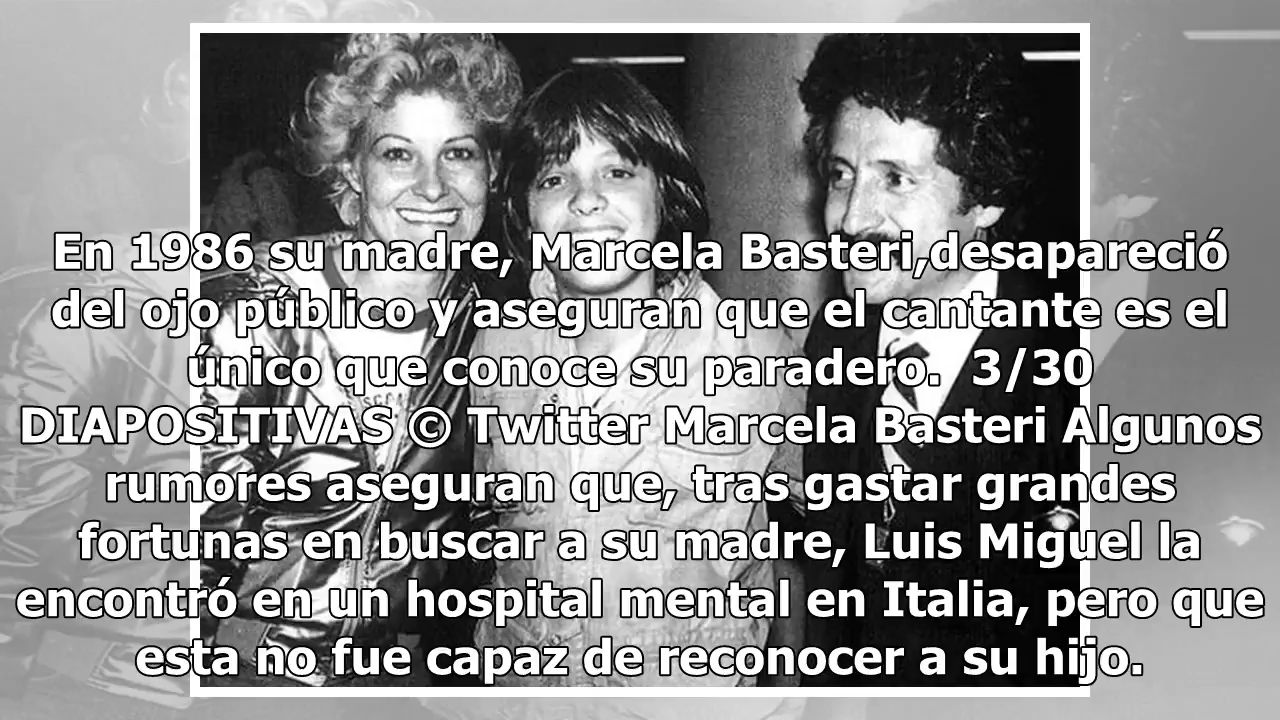 En 1986 su madre, Marcela Basteri,desapareció
del ojo público y aseguran que el cantante es el
único que conoce su paradero.  3/30
DIAPOSITIVAS © Twitter Marcela Basteri Algunos
rumores aseguran que, tras gastar grandes
fortunas en buscar a su madre, Luis Miguel la
encontró en un hospital mental en Italia, pero que
esta no fue capaz de reconocer a su hijo.